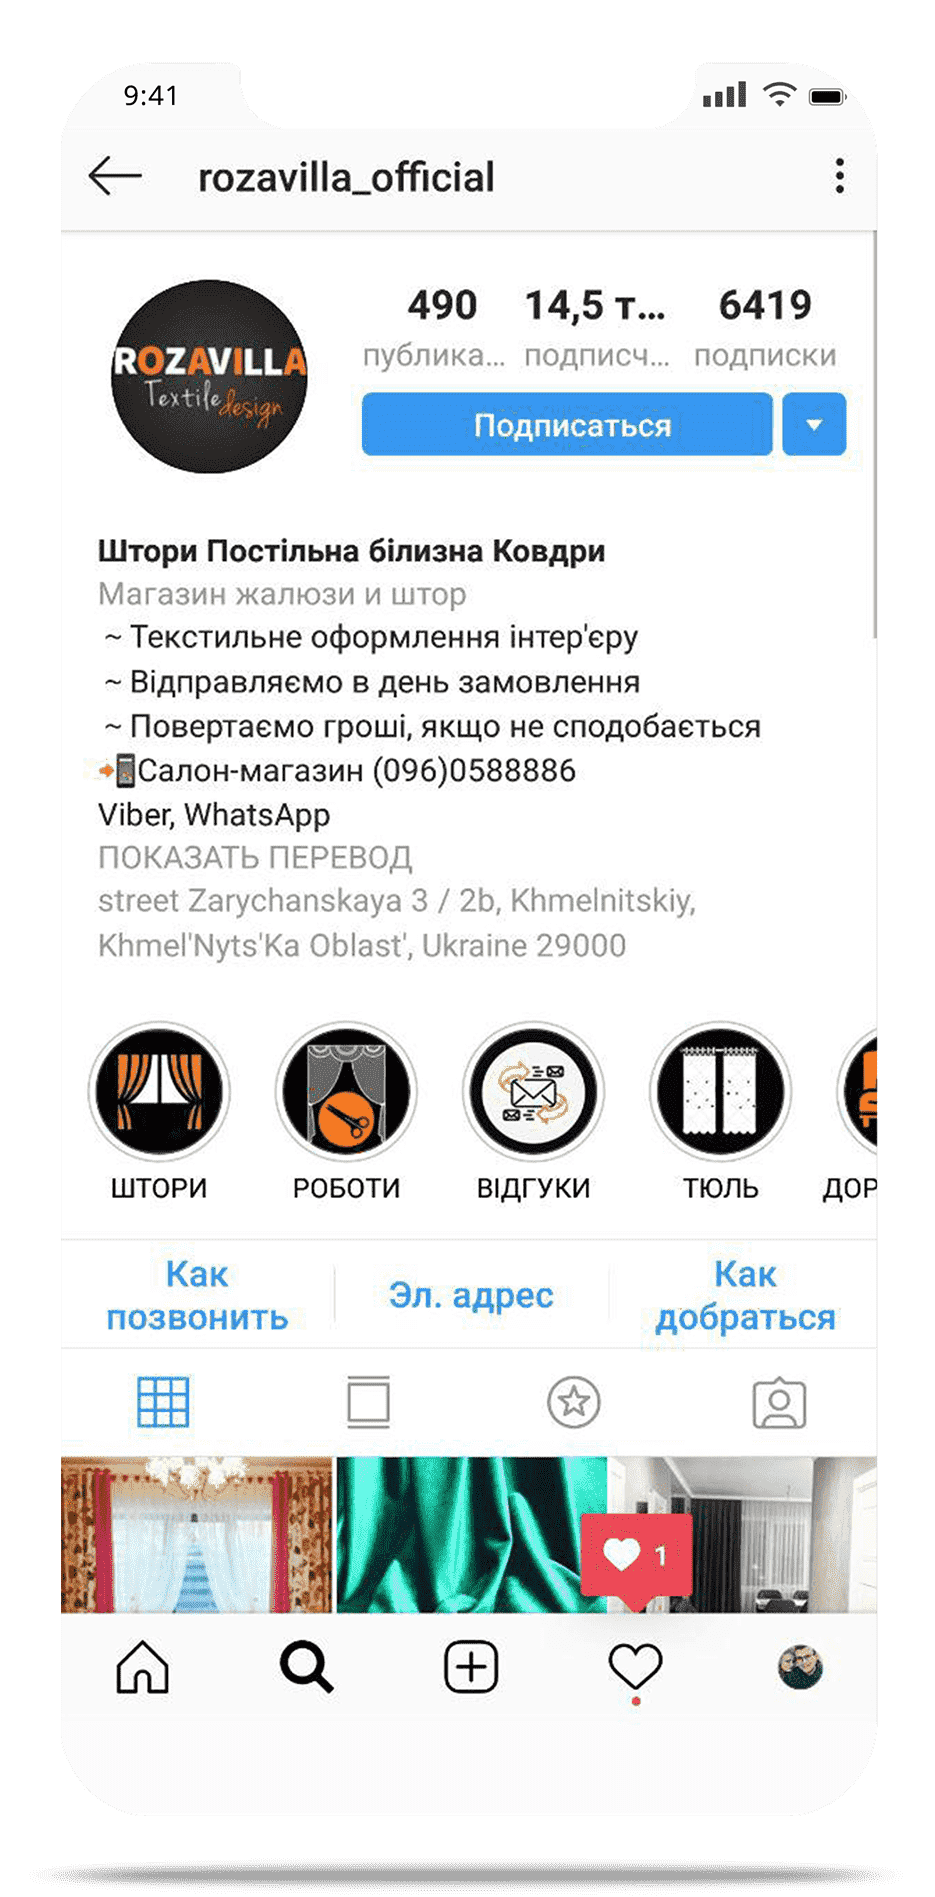 9:41
rozavilla_official
490 14,5 т... 6419
публика... подписч... подписки
ROZAVILLA
Textile design
Подписаться
Штори Постільна білизна Ковдри
Магазин жалюзи и штор
~ Текстильне оформлення інтер'єру
~ Відправляємо в день замовлення
~ Повертаємо гроші, якщо не сподобається
Салон-магазин (096)0588886
Viber, WhatsApp
ПОКАЗАТЬ ПЕРЕВОД
street Zarychanskaya 3 / 2b, Khmelnitskiy,
Khmel'Nyts'Ka Oblast', Ukraine 29000
ШТОРИ РОБОТИ ВІДГУКИ ТЮЛЬ ДОР
Как позвонить
Эл. адрес
Как добраться
1